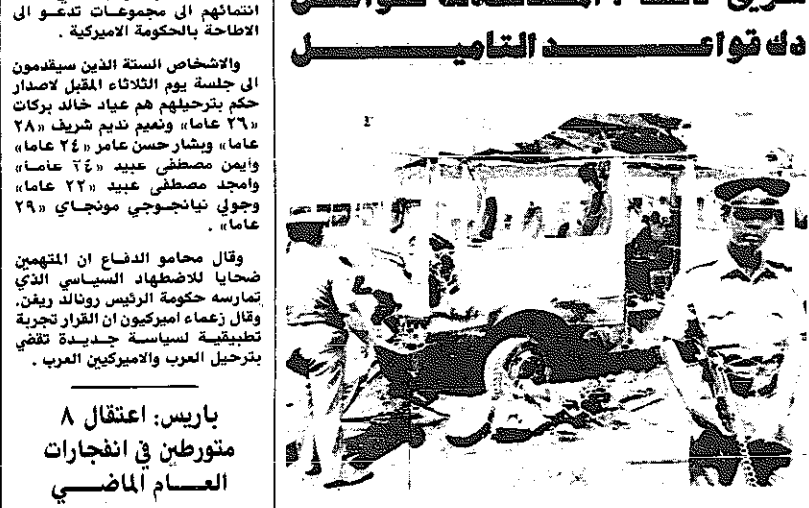 انتمائهم الى مجموعات تدعو الى
الاطاحة بالحكومة الاميركية .
والاشخاص الستة الذين سيقدمون
الى جلسة يوم الثلاثاء المقبل لاصدار
حكم بترحيلهم هم عياد خالد بركات
«٢٦ عاما» ونعيم نديم شريف «٢٨
عاما» وبشار حسن عامر «٢٤ عاما»
وأيمن مصطفى عبيد «٢٤ عاما»
وامجد مصطفى عبيد «٢٢ عاما»
وجولي نيانجوجي مونجاي «٢٩
عاما» .
وقال محامو الدفاع ان المتهمين
ضحايا للاضطهاد السياسي الذي
تمارسه حكومة الرئيس رونالد ريغن.
وقال زعماء اميركيون ان القرار تجربة
تطبيقية لسياسة جديدة تقضي
بترحيل العرب والاميركيين العرب .
باريس: اعتقال ٨
متورطين في انفجارات
العام الماضي
دك قواعد التاميل